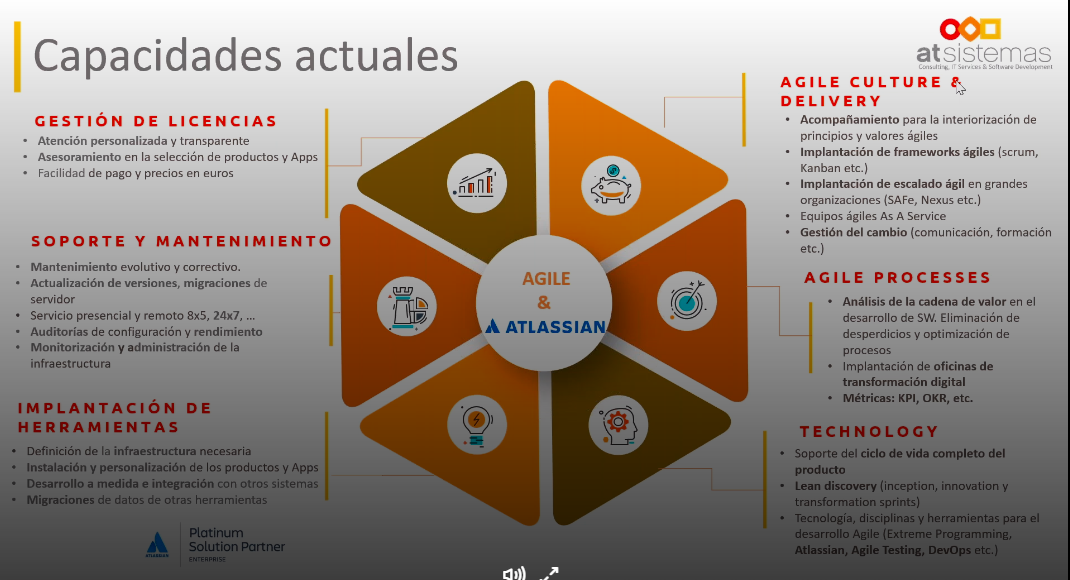 Capacidades actuales
atsistemas
Consulting, IT Services & Software Development
GESTIÓN DE LICENCIAS
• Atención personalizada y transparente
• Asesoramiento en la selección de productos y Apps
• Facilidad de pago y precios en euros
SOPORTE Y MANTENIMIENTO
• Mantenimiento evolutivo y correctivo.
• Actualización de versiones, migraciones de
servidor
• Servicio presencial y remoto 8x5, 24x7, ...
• Auditorías de configuración y rendimiento
• Monitorización y administración de la
infraestructura
IMPLANTACIÓN DE
HERRAMIENTAS
• Definición de la infraestructura necesaria
• Instalación y personalización de los productos y Apps
• Desarrollo a medida e integración con otros sistemas
• Migraciones de datos de otras herramientas
ATLASSIAN
Platinum
Solution Partner
ENTERPRISE
AGILE
&
ATLASSIAN
AGILE CULTURE &
DELIVERY
• Acompañamiento para la interiorización de
principios y valores ágiles
• Implantación de frameworks ágiles (scrum,
Kanban etc.)
• Implantación de escalado ágil en grandes
organizaciones (SAFe, Nexus etc.)
• Equipos ágiles As A Service
• Gestión del cambio (comunicación, formación
etc.)
AGILE PROCESSES
• Análisis de la cadena de valor en el
desarrollo de SW. Eliminación de
desperdicios y optimización de
procesos
• Implantación de oficinas de
transformación digital
• Métricas: KPI, OKR, etc.
TECHNOLOGY
• Soporte del ciclo de vida completo del
producto
• Lean discovery (inception, innovation y
transformation sprints)
• Tecnología, disciplinas y herramientas para el
desarrollo Agile (Extreme Programming,
Atlassian, Agile Testing, DevOps etc.)